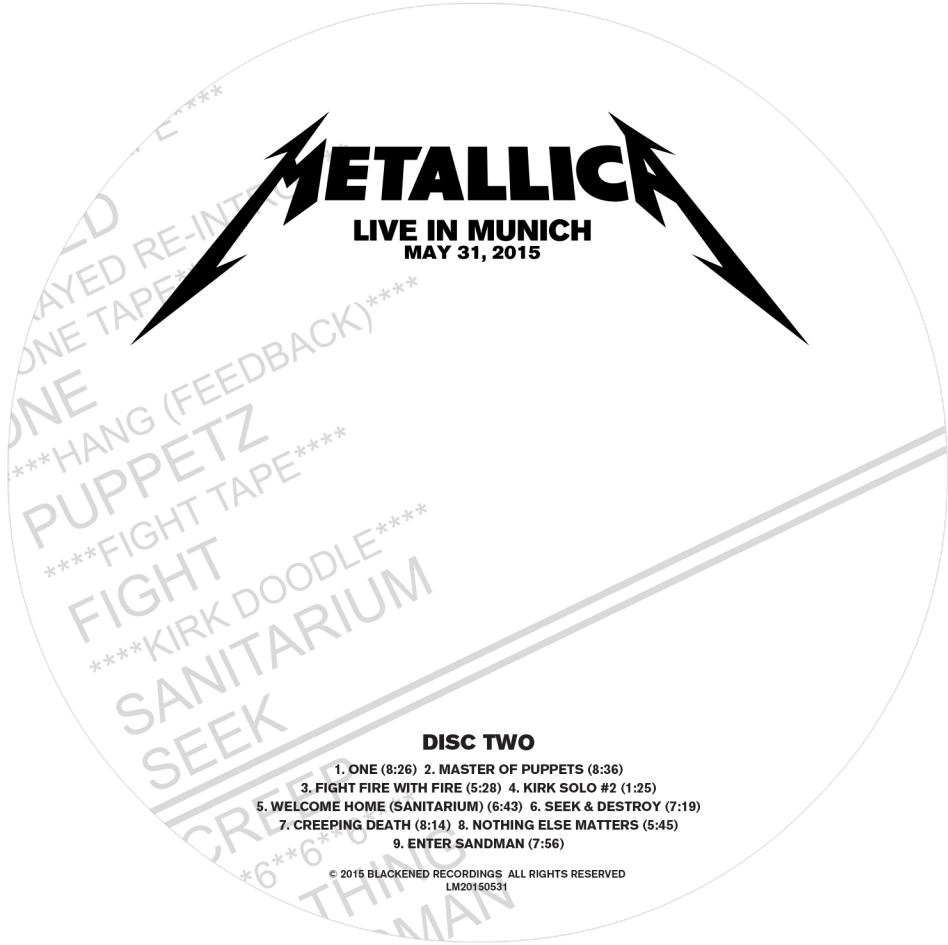 METALLICA
LIVE IN MUNICH
MAY 31, 2015
RE-INTRO
TAPE**
****HANG (FEEDBACK)****
PUPPETZ
****FIGHT TAPE****
FIGHT
****KIRK DOODLE****
SANITARIUM
SEEK
CREEP
*6**6**6****
THING
DISC TWO
1. ONE (8:26) 2. MASTER OF PUPPETS (8:36)
3. FIGHT FIRE WITH FIRE (5:28) 4. KIRK SOLO #2 (1:25)
5. WELCOME HOME (SANITARIUM) (6:43) 6. SEEK & DESTROY (7:19)
7. CREEPING DEATH (8:14) 8. NOTHING ELSE MATTERS (5:45)
9. ENTER SANDMAN (7:56)
© 2015 BLACKENED RECORDINGS ALL RIGHTS RESERVED
LM20150531